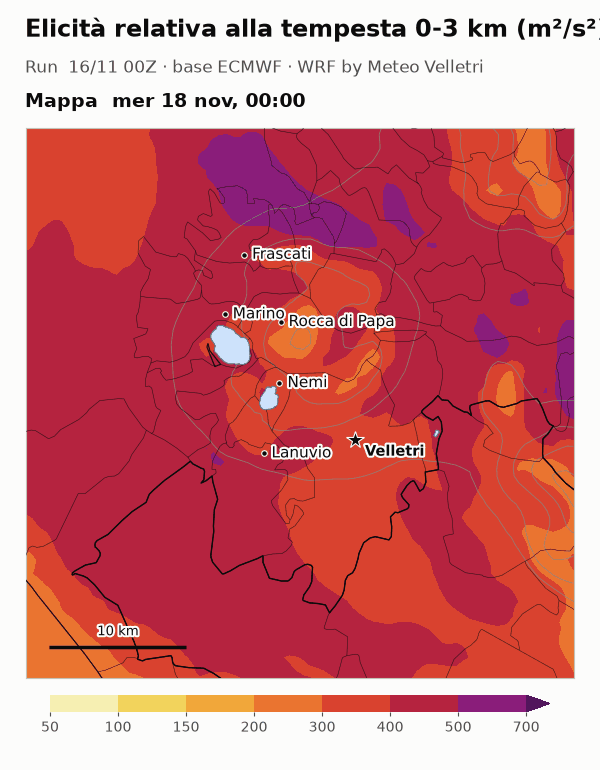 Elicità relativa alla tempesta 0-3 km (m²/s²)
Run  16/11 00Z · base ECMWF · WRF by Meteo Velletri
Mappa  mer 18 nov, 00:00
Frascati
Marino
Rocca di Papa
Nemi
Velletri
Lanuvio
10 km
50 100 150 200 300 400 500 700